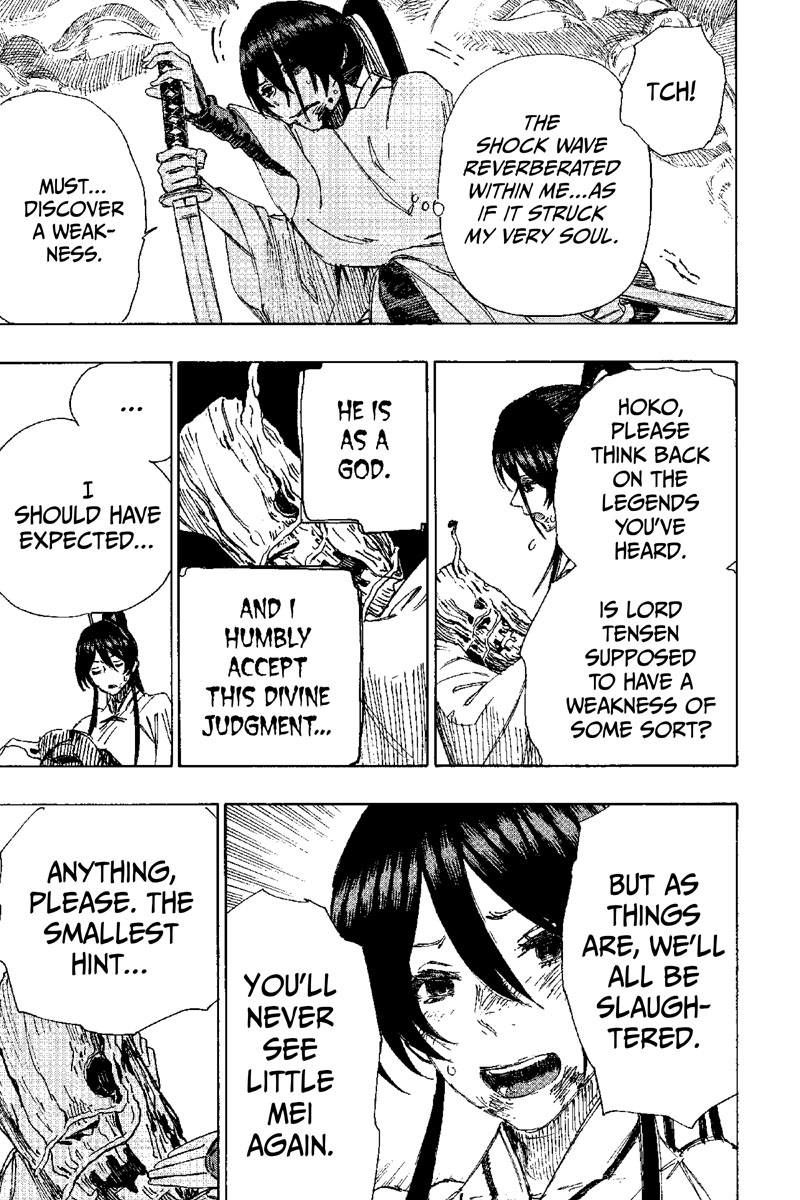 TCH!
THE
SHOCK WAVE
REVERBERATED
WITHIN ME...AS
IF IT STRUCK
MY VERY SOUL.
MUST...
DISCOVER
A WEAK-
NESS.
HOKO,
PLEASE
THINK BACK
ON THE
LEGENDS
YOU'VE
HEARD.
IS LORD
TENSEN
SUPPOSED
TO HAVE A
WEAKNESS OF
SOME SORT?
HE IS
AS A
GOD.
AND I
HUMBLY
ACCEPT
THIS DIVINE
JUDGMENT...
...
I
SHOULD HAVE
EXPECTED...
BUT AS
THINGS
ARE, WE'LL
ALL BE
SLAUGH-
TERED.
YOU'LL
NEVER
SEE
LITTLE
MEI
AGAIN.
ANYTHING,
PLEASE. THE
SMALLEST
HINT...